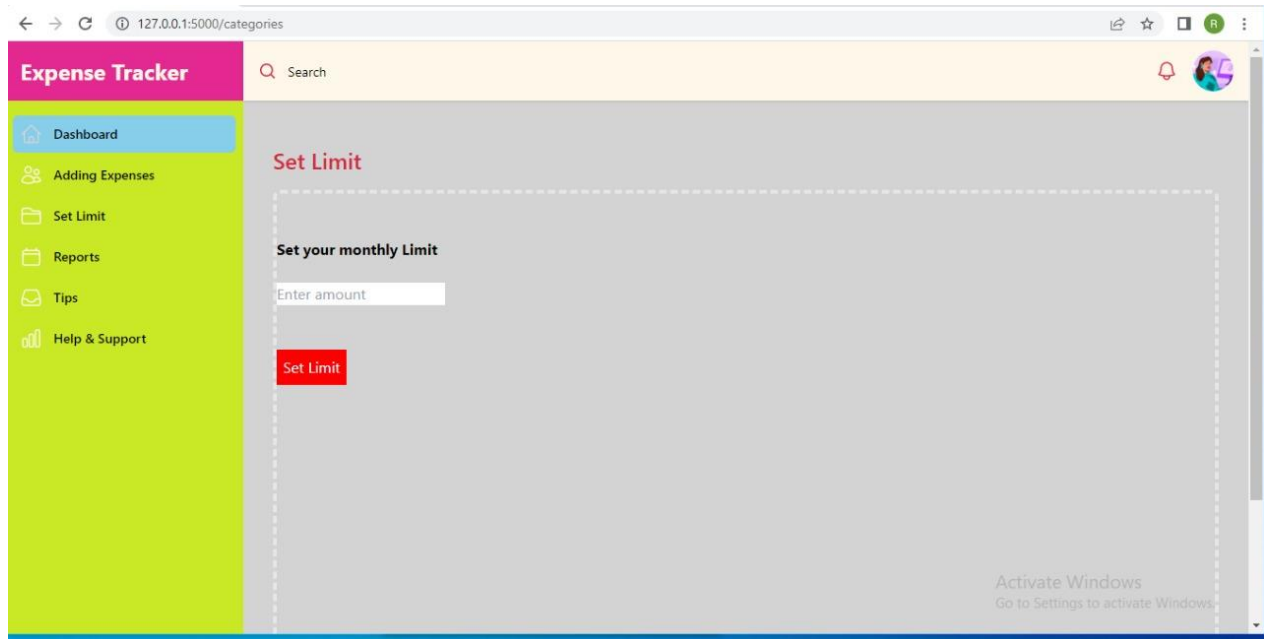 127.0.0.1:5000/categories
R
Expense Tracker
Search
Dashboard
Adding Expenses
Set Limit
Reports
Tips
Help & Support
Set Limit
Set your monthly Limit
Enter amount
Set Limit
Activate Windows
Go to Settings to activate Windows.